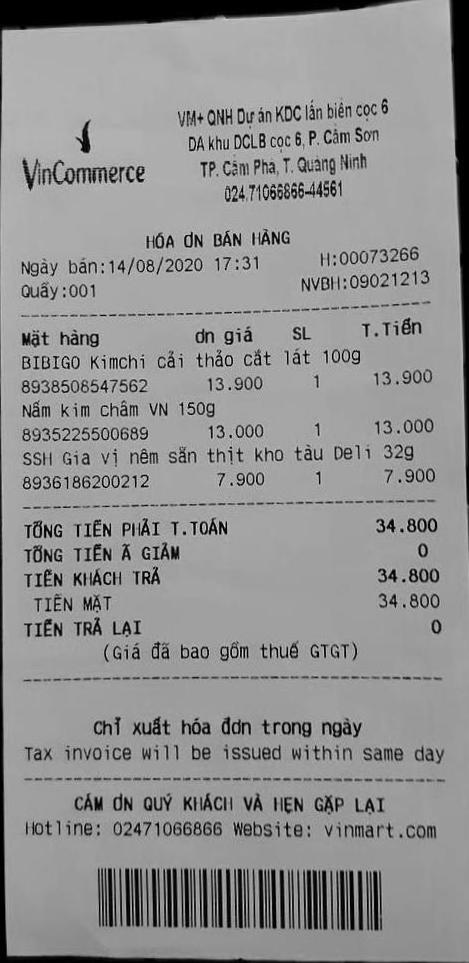 VM+ QNH Dự án KDC lấn biển cọc 6
DA khu DCLB cọc 6, P. Cẩm Sơn
TP. Cẩm Phả, T. Quảng Ninh
024.71066866-44561
VinCommerce
HÓA ƠN BÁN HÀNG
Ngày bán:14/08/2020 17:31 H:00073266
Quầy:001 NVBH:09021213
Mặt hàng ơn giá SL T.Tiền
BIBIGO Kimchi cải thảo cắt lát 100g
8938508547562 13.900 1 13.900
Nấm kim châm VN 150g
8935225500689 13.000 1 13.000
SSH Gia vị nêm sẵn thịt kho tàu Deli 32g
8936186200212 7.900 1 7.900
TỔNG TIỀN PHẢI T.TOÁN 34.800
TỔNG TIỀN Ã GIẢM 0
TIỀN KHÁCH TRẢ 34.800
TIỀN MẶT 34.800
TIỀN TRẢ LẠI 0
(Giá đã bao gồm thuế GTGT)
Chỉ xuất hóa đơn trong ngày
Tax invoice will be issued within same day
CẢM ƠN QUÝ KHÁCH VÀ HẸN GẶP LẠI
Hotline: 02471066866 Website: vinmart.com